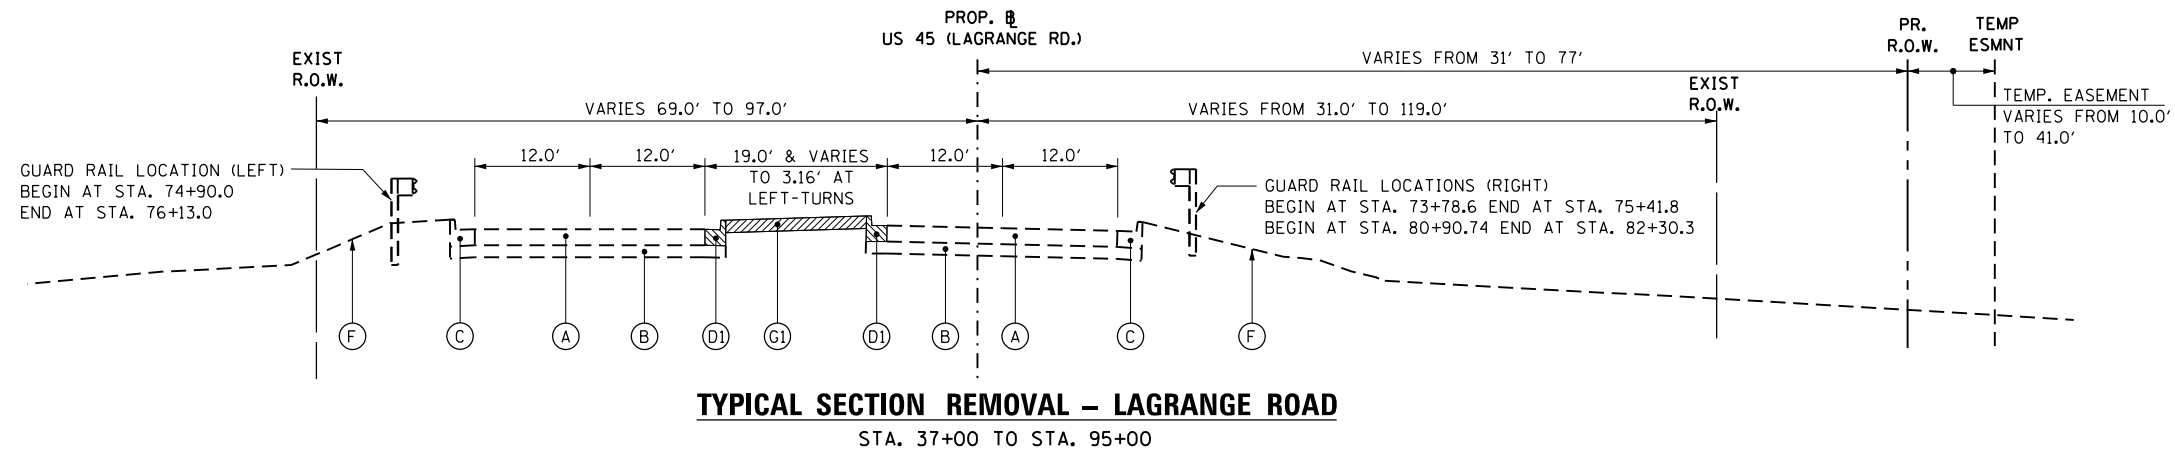 PROP. ℄
US 45 (LAGRANGE RD.)
PR.
R.O.W.
TEMP
ESMNT
EXIST
R.O.W.
VARIES FROM 31' TO 77'
EXIST
R.O.W.
VARIES 69.0' TO 97.0'
VARIES FROM 31.0' TO 119.0'
TEMP. EASEMENT
VARIES FROM 10.0'
TO 41.0'
GUARD RAIL LOCATION (LEFT)
BEGIN AT STA. 74+90.0
END AT STA. 76+13.0
12.0'
12.0'
19.0' & VARIES
TO 3.16' AT
LEFT-TURNS
12.0'
12.0'
GUARD RAIL LOCATIONS (RIGHT)
BEGIN AT STA. 73+78.6 END AT STA. 75+41.8
BEGIN AT STA. 80+90.74 END AT STA. 82+30.3
F
C
A
B
D1
G1
D1
B
A
C
F
TYPICAL SECTION REMOVAL – LAGRANGE ROAD
STA. 37+00 TO STA. 95+00